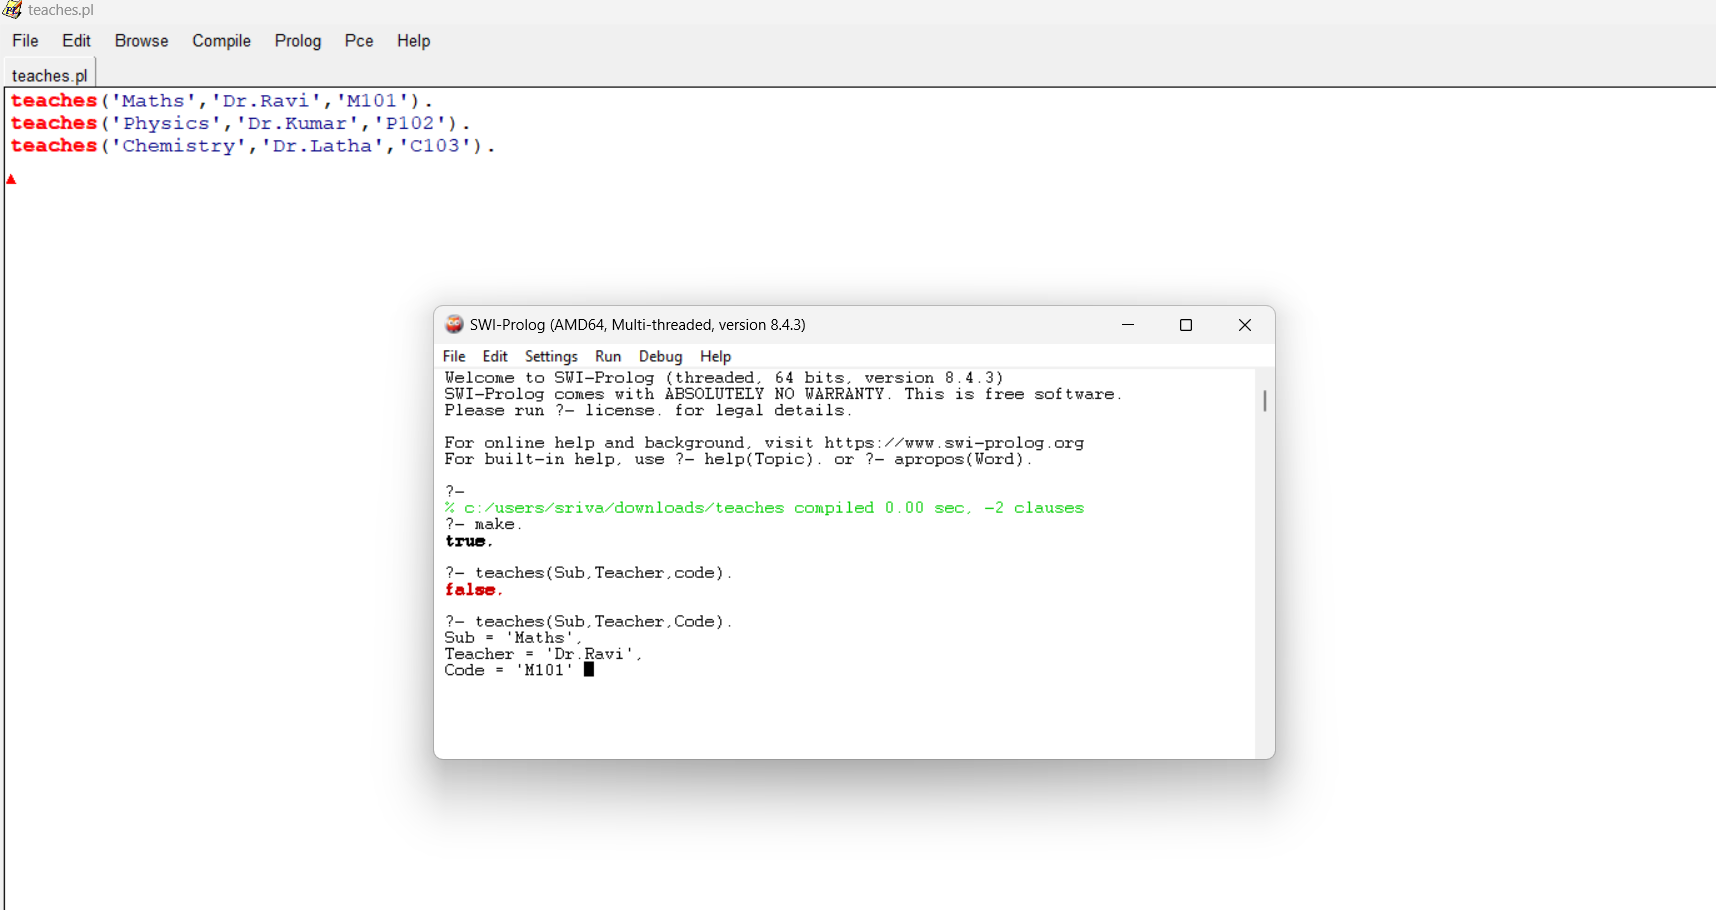 teaches.pl
File Edit Browse Compile Prolog Pce Help
teaches.pl
teaches('Maths','Dr.Ravi','M101').
teaches('Physics','Dr.Kumar','P102').
teaches('Chemistry','Dr.Latha','C103').
SWI-Prolog (AMD64, Multi-threaded, version 8.4.3)
File Edit Settings Run Debug Help
Welcome to SWI-Prolog (threaded, 64 bits, version 8.4.3)
SWI-Prolog comes with ABSOLUTELY NO WARRANTY. This is free software.
Please run ?- license. for legal details.
For online help and background, visit https://www.swi-prolog.org
For built-in help, use ?- help(Topic). or ?- apropos(Word).
?-
% c:/users/sriva/downloads/teaches compiled 0.00 sec, -2 clauses
?- make.
true.
?- teaches(Sub,Teacher,code).
false.
?- teaches(Sub,Teacher,Code).
Sub = 'Maths',
Teacher = 'Dr.Ravi',
Code = 'M101'